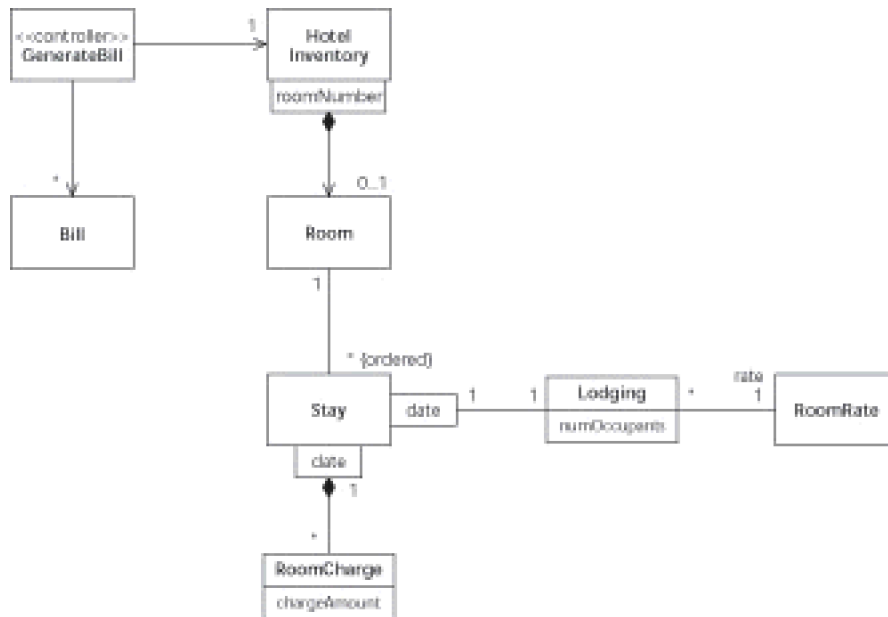 <<controller>>
GenerateBill
1
Hotel
Inventory
roomNumber
*
0..1
Bill
Room
1
* {ordered}
Stay
date
1
1
Lodging
numOccupants
*
rate
1
RoomRate
date
1
*
RoomCharge
chargeAmount